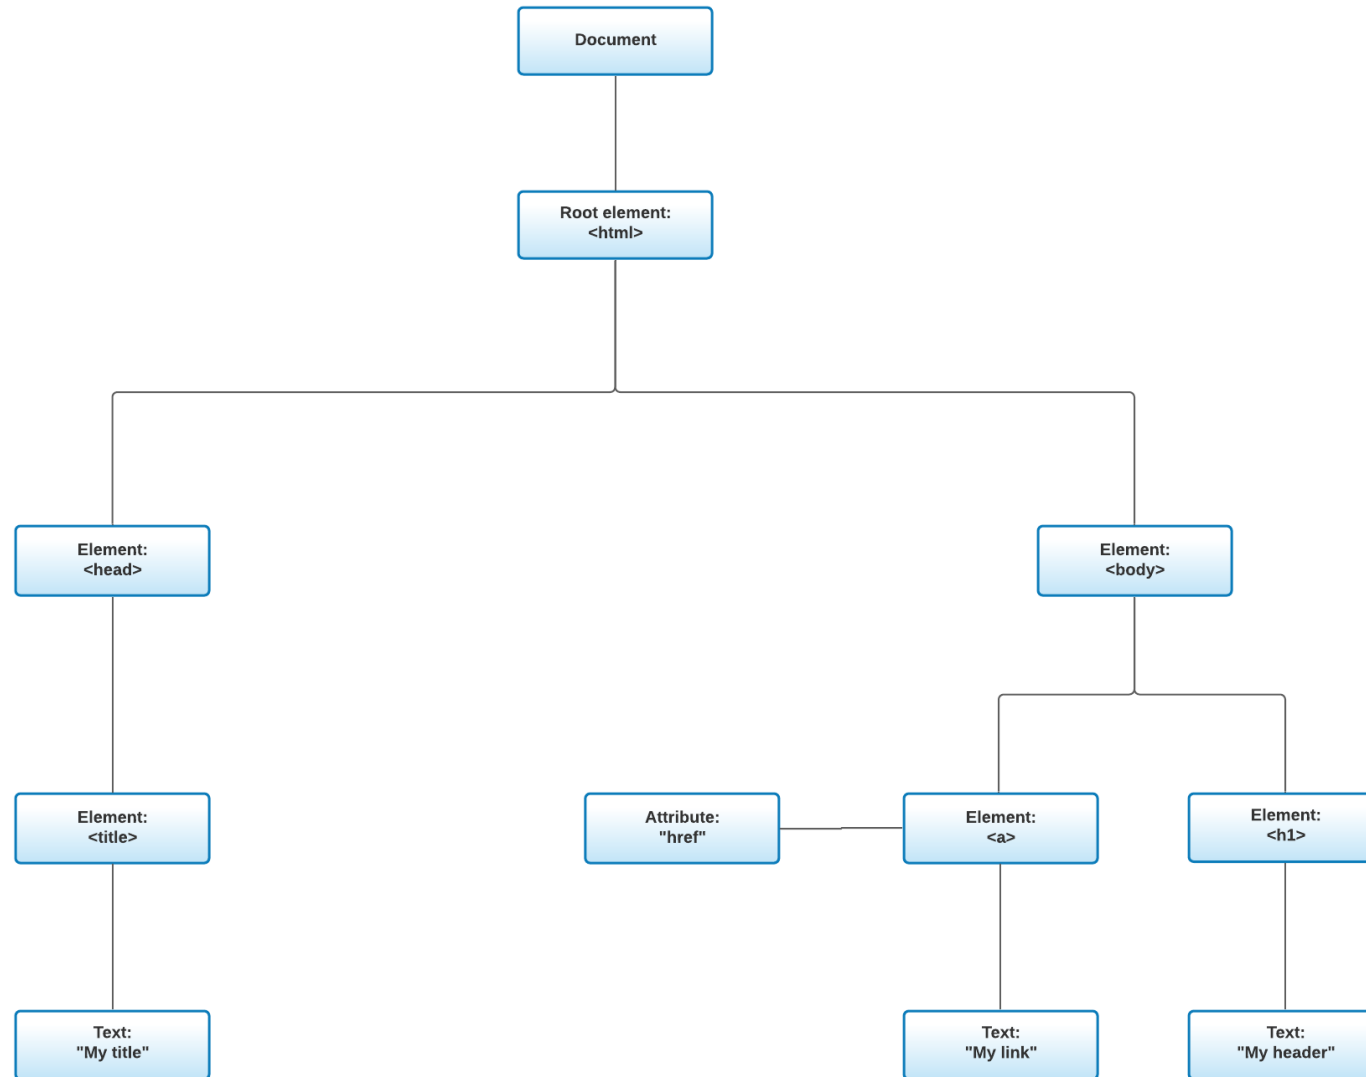 Document
Root element:
<html>
Element:
<head>
Element:
<body>
Element:
<title>
Attribute:
"href"
Element:
<a>
Element:
<h1>
Text:
"My title"
Text:
"My link"
Text:
"My header"